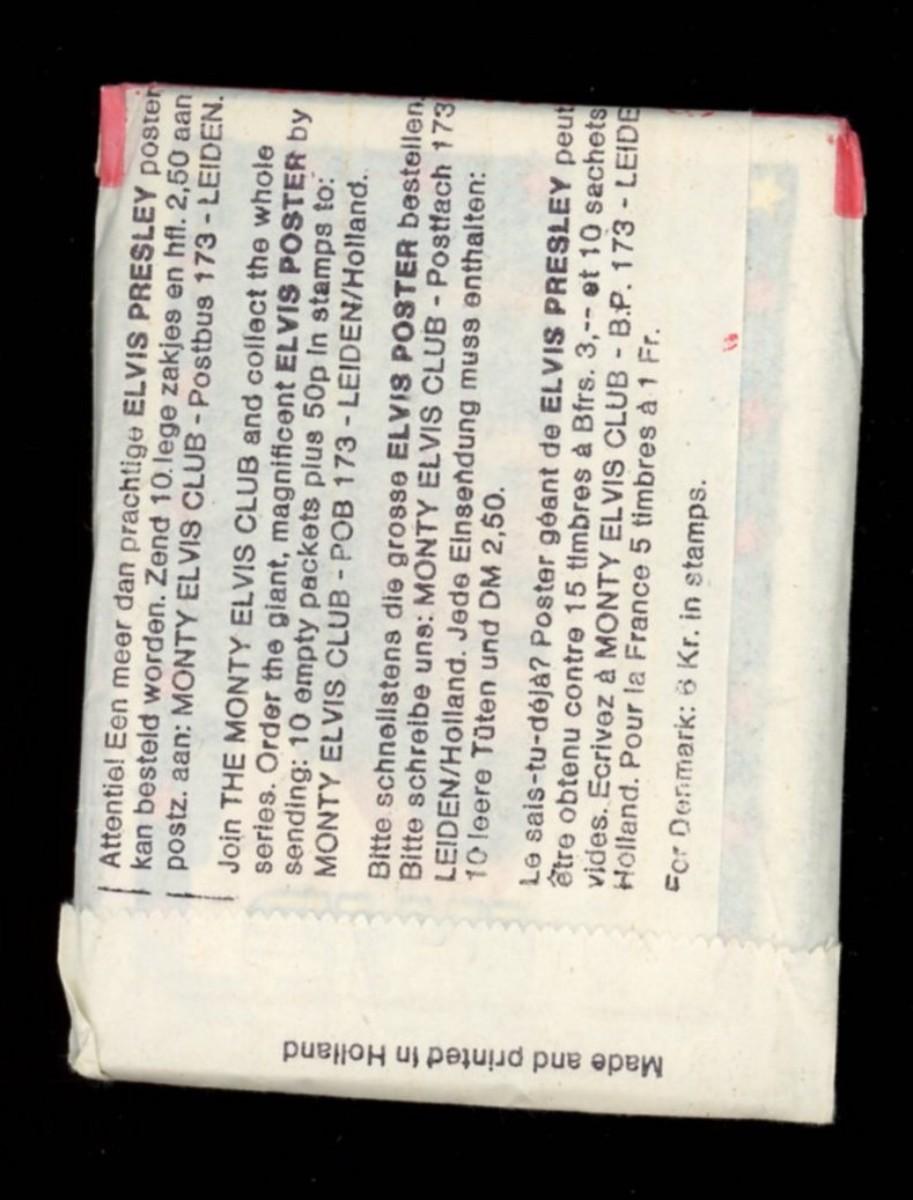 Attentie! Een meer dan prachtige ELVIS PRESLEY poster
kan besteld worden. Zend 10 lege zakjes en hfl. 2,50 aan
postz. aan: MONTY ELVIS CLUB - Postbus 173 - LEIDEN.
Join THE MONTY ELVIS CLUB and collect the whole
series. Order the giant, magnificent ELVIS POSTER by
sending: 10 empty packets plus 50p in stamps to:
MONTY ELVIS CLUB - POB 173 - LEIDEN/Holland.
Bitte schnellstens die grosse ELVIS POSTER bestellen.
Bitte schreibe uns: MONTY ELVIS CLUB - Postfach 173
LEIDEN/Holland. Jede Einsendung muss enthalten:
10 leere Tüten und DM 2,50.
Le sais-tu-déjà? Poster géant de ELVIS PRESLEY peut
être obtenu contre 15 timbres à Bfrs. 3,-- et 10 sachets
vides. Ecrivez à MONTY ELVIS CLUB - B.P. 173 - LEIDE
Holland. Pour la France 5 timbres à 1 Fr.
For Denmark: 6 Kr. in stamps.
Made and printed in Holland